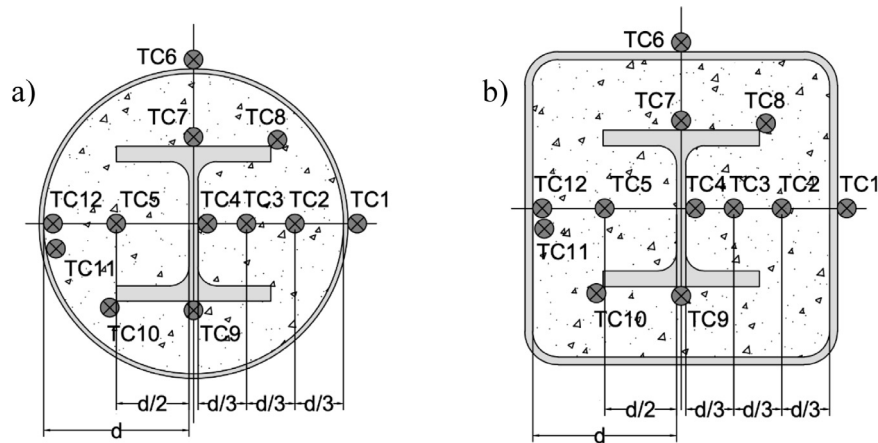 a)
TC6
TC7
TC8
TC12
TC5
TC4
TC3
TC2
TC1
TC11
TC10
TC9
d/2
d/3
d/3
d/3
d
b)
TC6
TC7
TC8
TC12
TC5
TC4
TC3
TC2
TC1
TC11
TC10
TC9
d/2
d/3
d/3
d/3
d